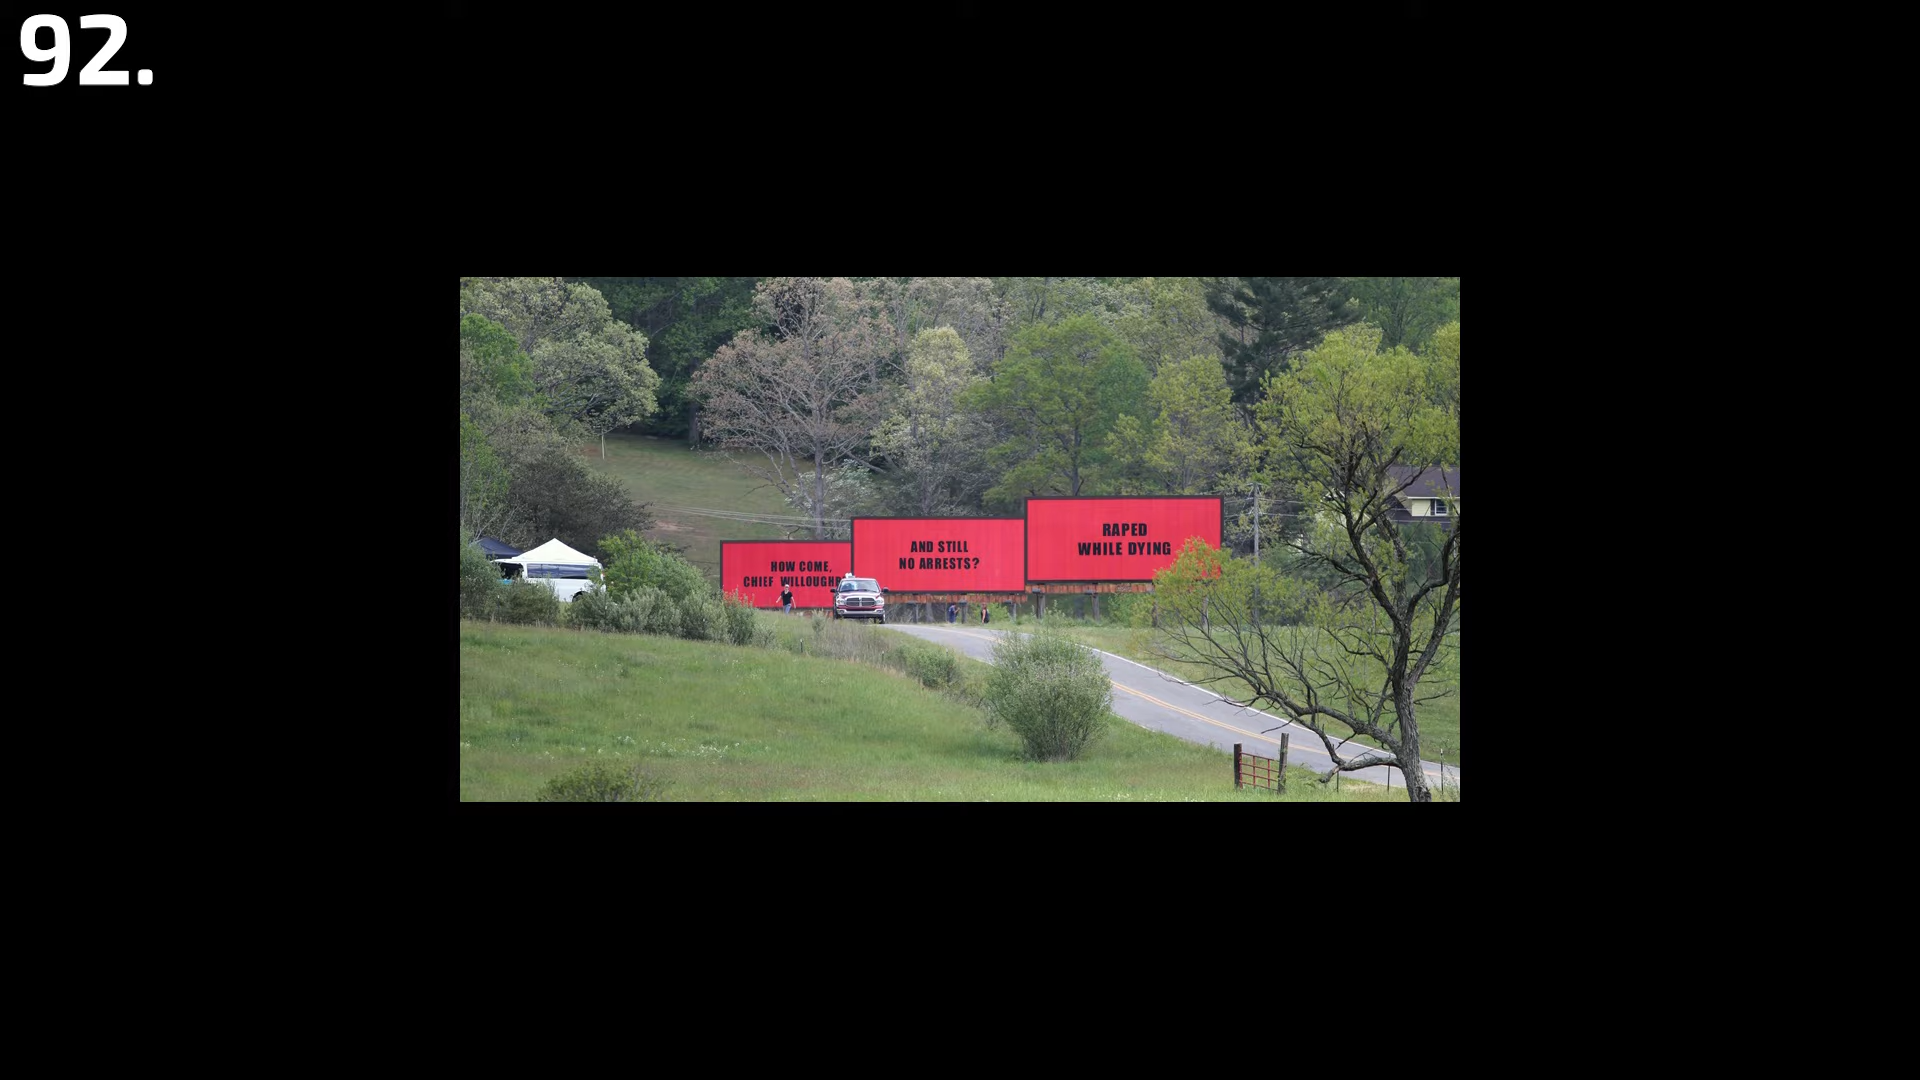 92.
HOW COME,
CHIEF
AND STILL
NO ARRESTS?
RAPED
WHILE DYING